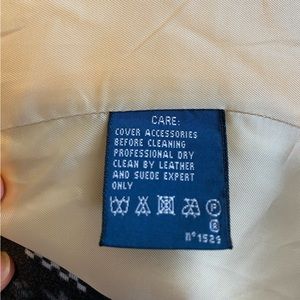 CARE:
COVER ACCESSORIES
BEFORE CLEANING
PROFESSIONAL DRY
CLEAN BY LEATHER
AND SUEDE EXPERT
ONLY
P
R
n°1529